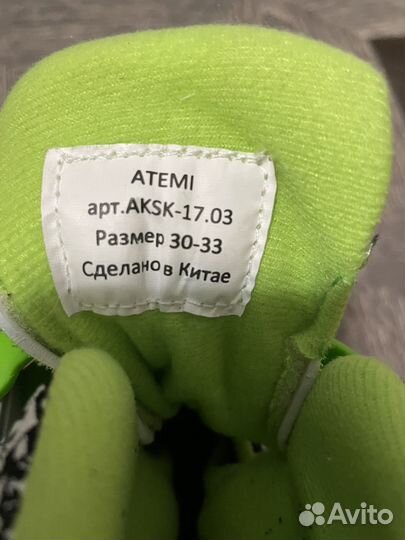 ATEMI
арт.AKSK-17.03
Размер 30-33
Сделано в Китае
Avito